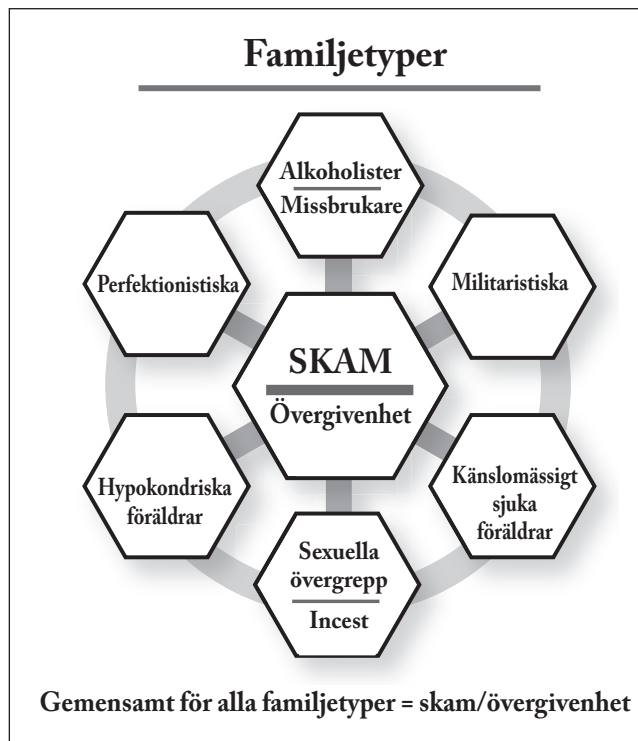 Familjetyper
Alkoholister
Missbrukare
Perfektionistiska
Militaristiska
SKAM
Övergivenhet
Hypokondriska
föräldrar
Känslomässigt
sjuka
föräldrar
Sexuella
övergrepp
Incest
Gemensamt för alla familjetyper = skam/övergivenhet